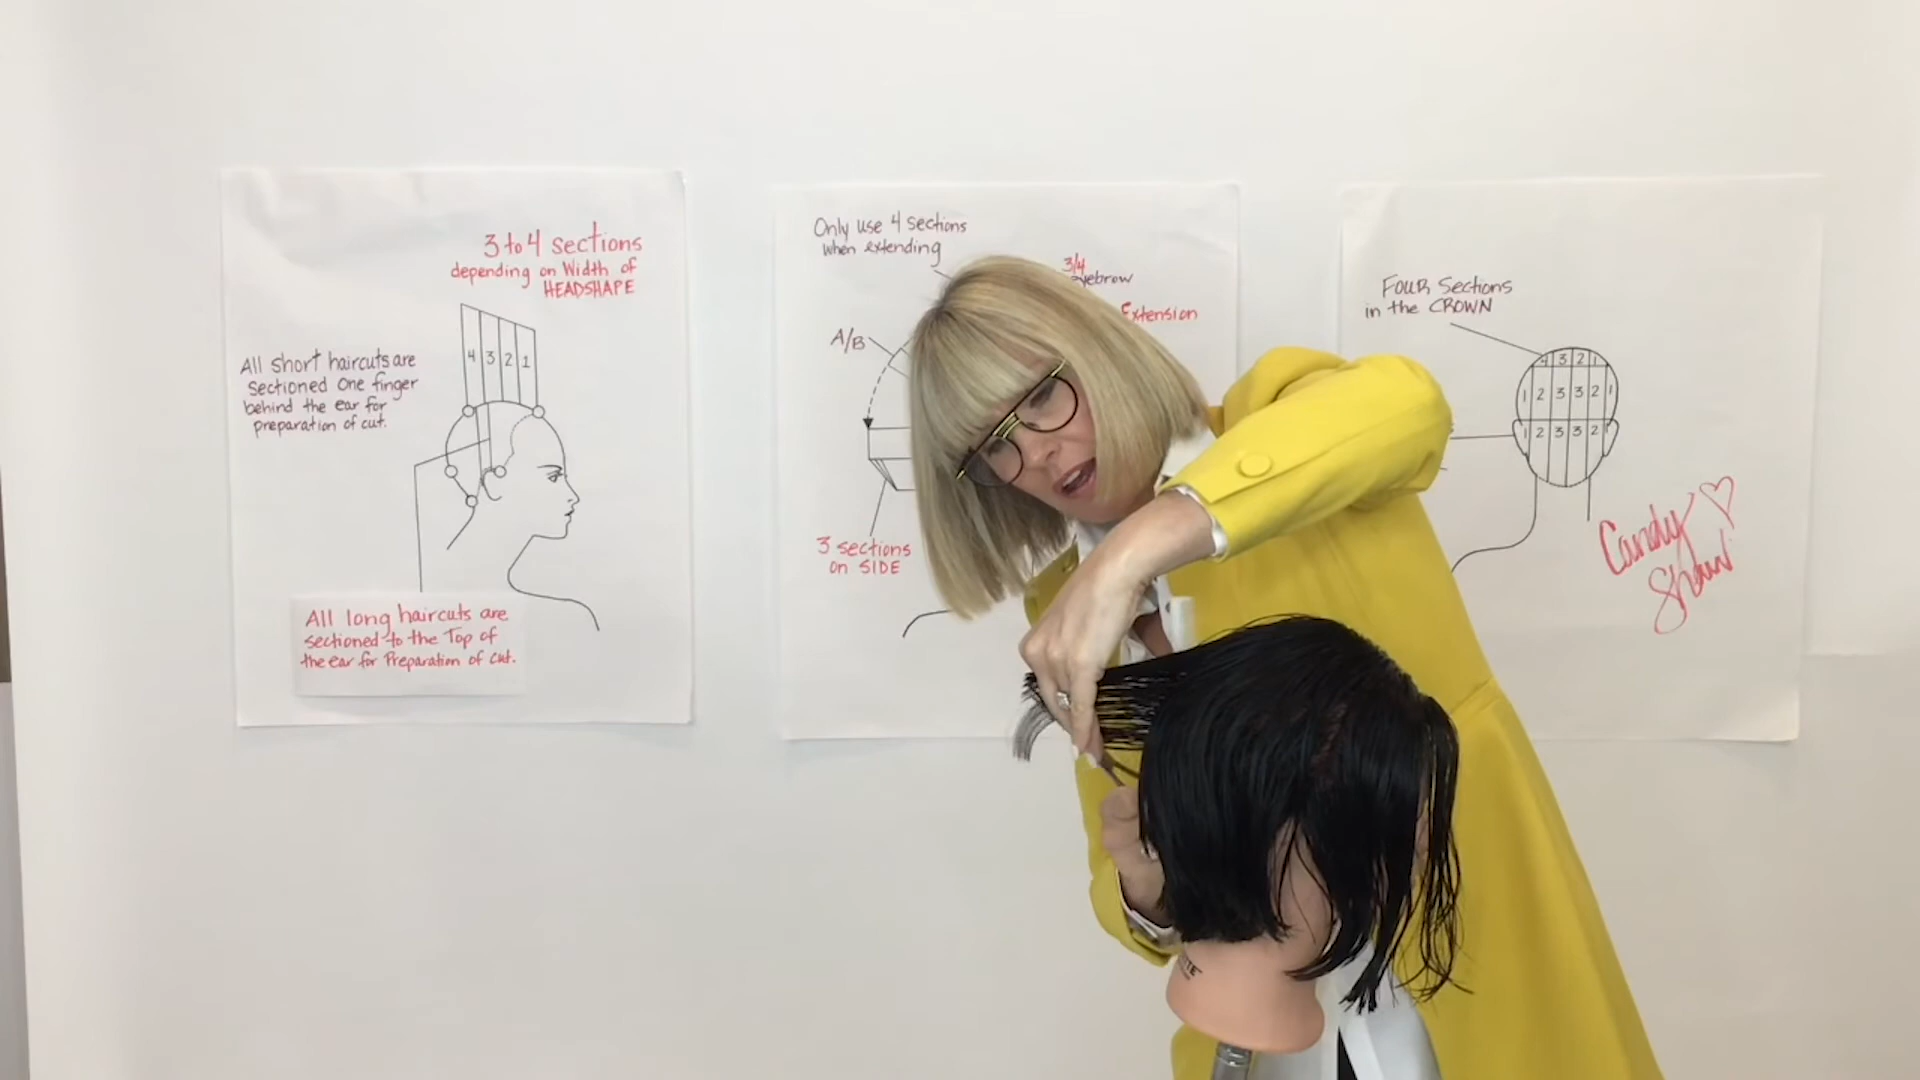 3 to 4 sections
depending on Width of
HEADSHAPE
4 3 2 1
All short haircuts are
sectioned one finger
behind the ear for
preparation of cut.
All long haircuts are
sectioned to the Top of
the ear for Preparation of cut.
Only use 4 sections
when extending
3/4
Extension
A/B
3 sections
on SIDE
FOUR Sections
in the CROWN
4 3 2 1
1 2 3 3 2 1
1 2 3 3 2 1
Candy
Shaw